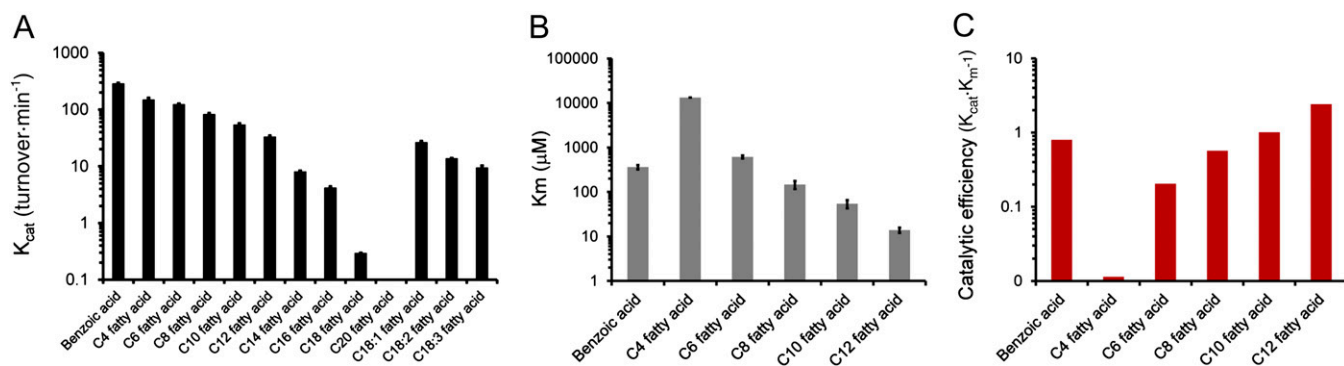 A
K_cat (turnover·min⁻¹)
1000
100
10
1
0.1
Benzoic acid
C4 fatty acid
C6 fatty acid
C8 fatty acid
C10 fatty acid
C12 fatty acid
C14 fatty acid
C16 fatty acid
C18 fatty acid
C20 fatty acid
C18:1 fatty acid
C18:2 fatty acid
C18:3 fatty acid
B
Km (μM)
100000
10000
1000
100
10
1
Benzoic acid
C4 fatty acid
C6 fatty acid
C8 fatty acid
C10 fatty acid
C12 fatty acid
C
Catalytic efficiency (K_cat·K_m⁻¹)
10
1
0.1
0
Benzoic acid
C4 fatty acid
C6 fatty acid
C8 fatty acid
C10 fatty acid
C12 fatty acid